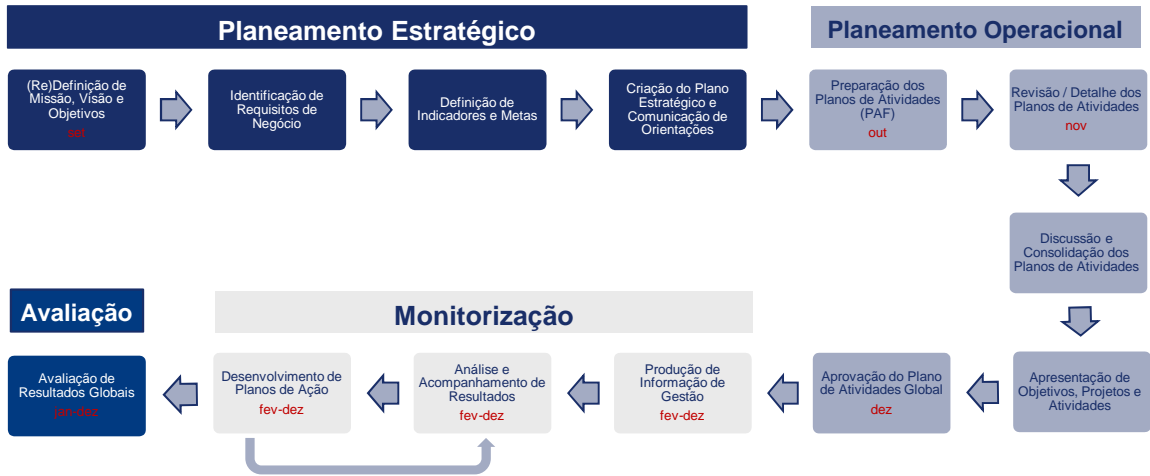 Planeamento Estratégico
Planeamento Operacional
(Re)Definição de
Missão, Visão e
Objetivos
set
Identificação de
Requisitos de
Negócio
Definição de
Indicadores e Metas
Criação do Plano
Estratégico e
Comunicação de
Orientações
Preparação dos
Planos de Atividades
(PAF)
out
Revisão / Detalhe dos
Planos de Atividades
nov
Discussão e
Consolidação dos
Planos de Atividades
Avaliação
Monitorização
Avaliação de
Resultados Globais
jan-dez
Desenvolvimento de
Planos de Ação
fev-dez
Análise e
Acompanhamento de
Resultados
fev-dez
Produção de
Informação de
Gestão
fev-dez
Aprovação do Plano
de Atividades Global
dez
Apresentação de
Objetivos, Projetos e
Atividades